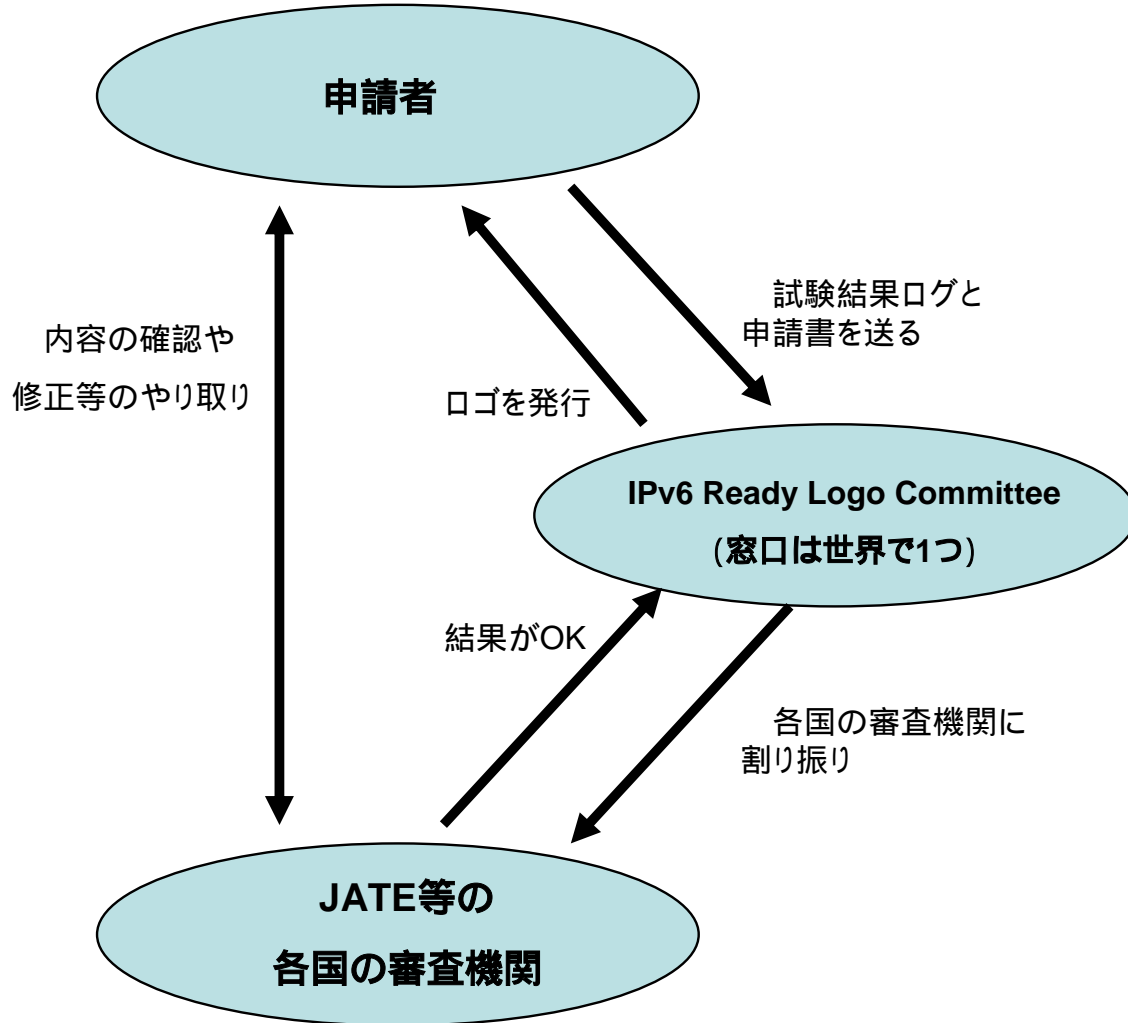 申請者
試験結果ログと
申請書を送る
内容の確認や
修正等のやり取り
ロゴを発行
IPv6 Ready Logo Committee
(窓口は世界で1つ)
結果がOK
各国の審査機関に
割り振り
JATE等の
各国の審査機関